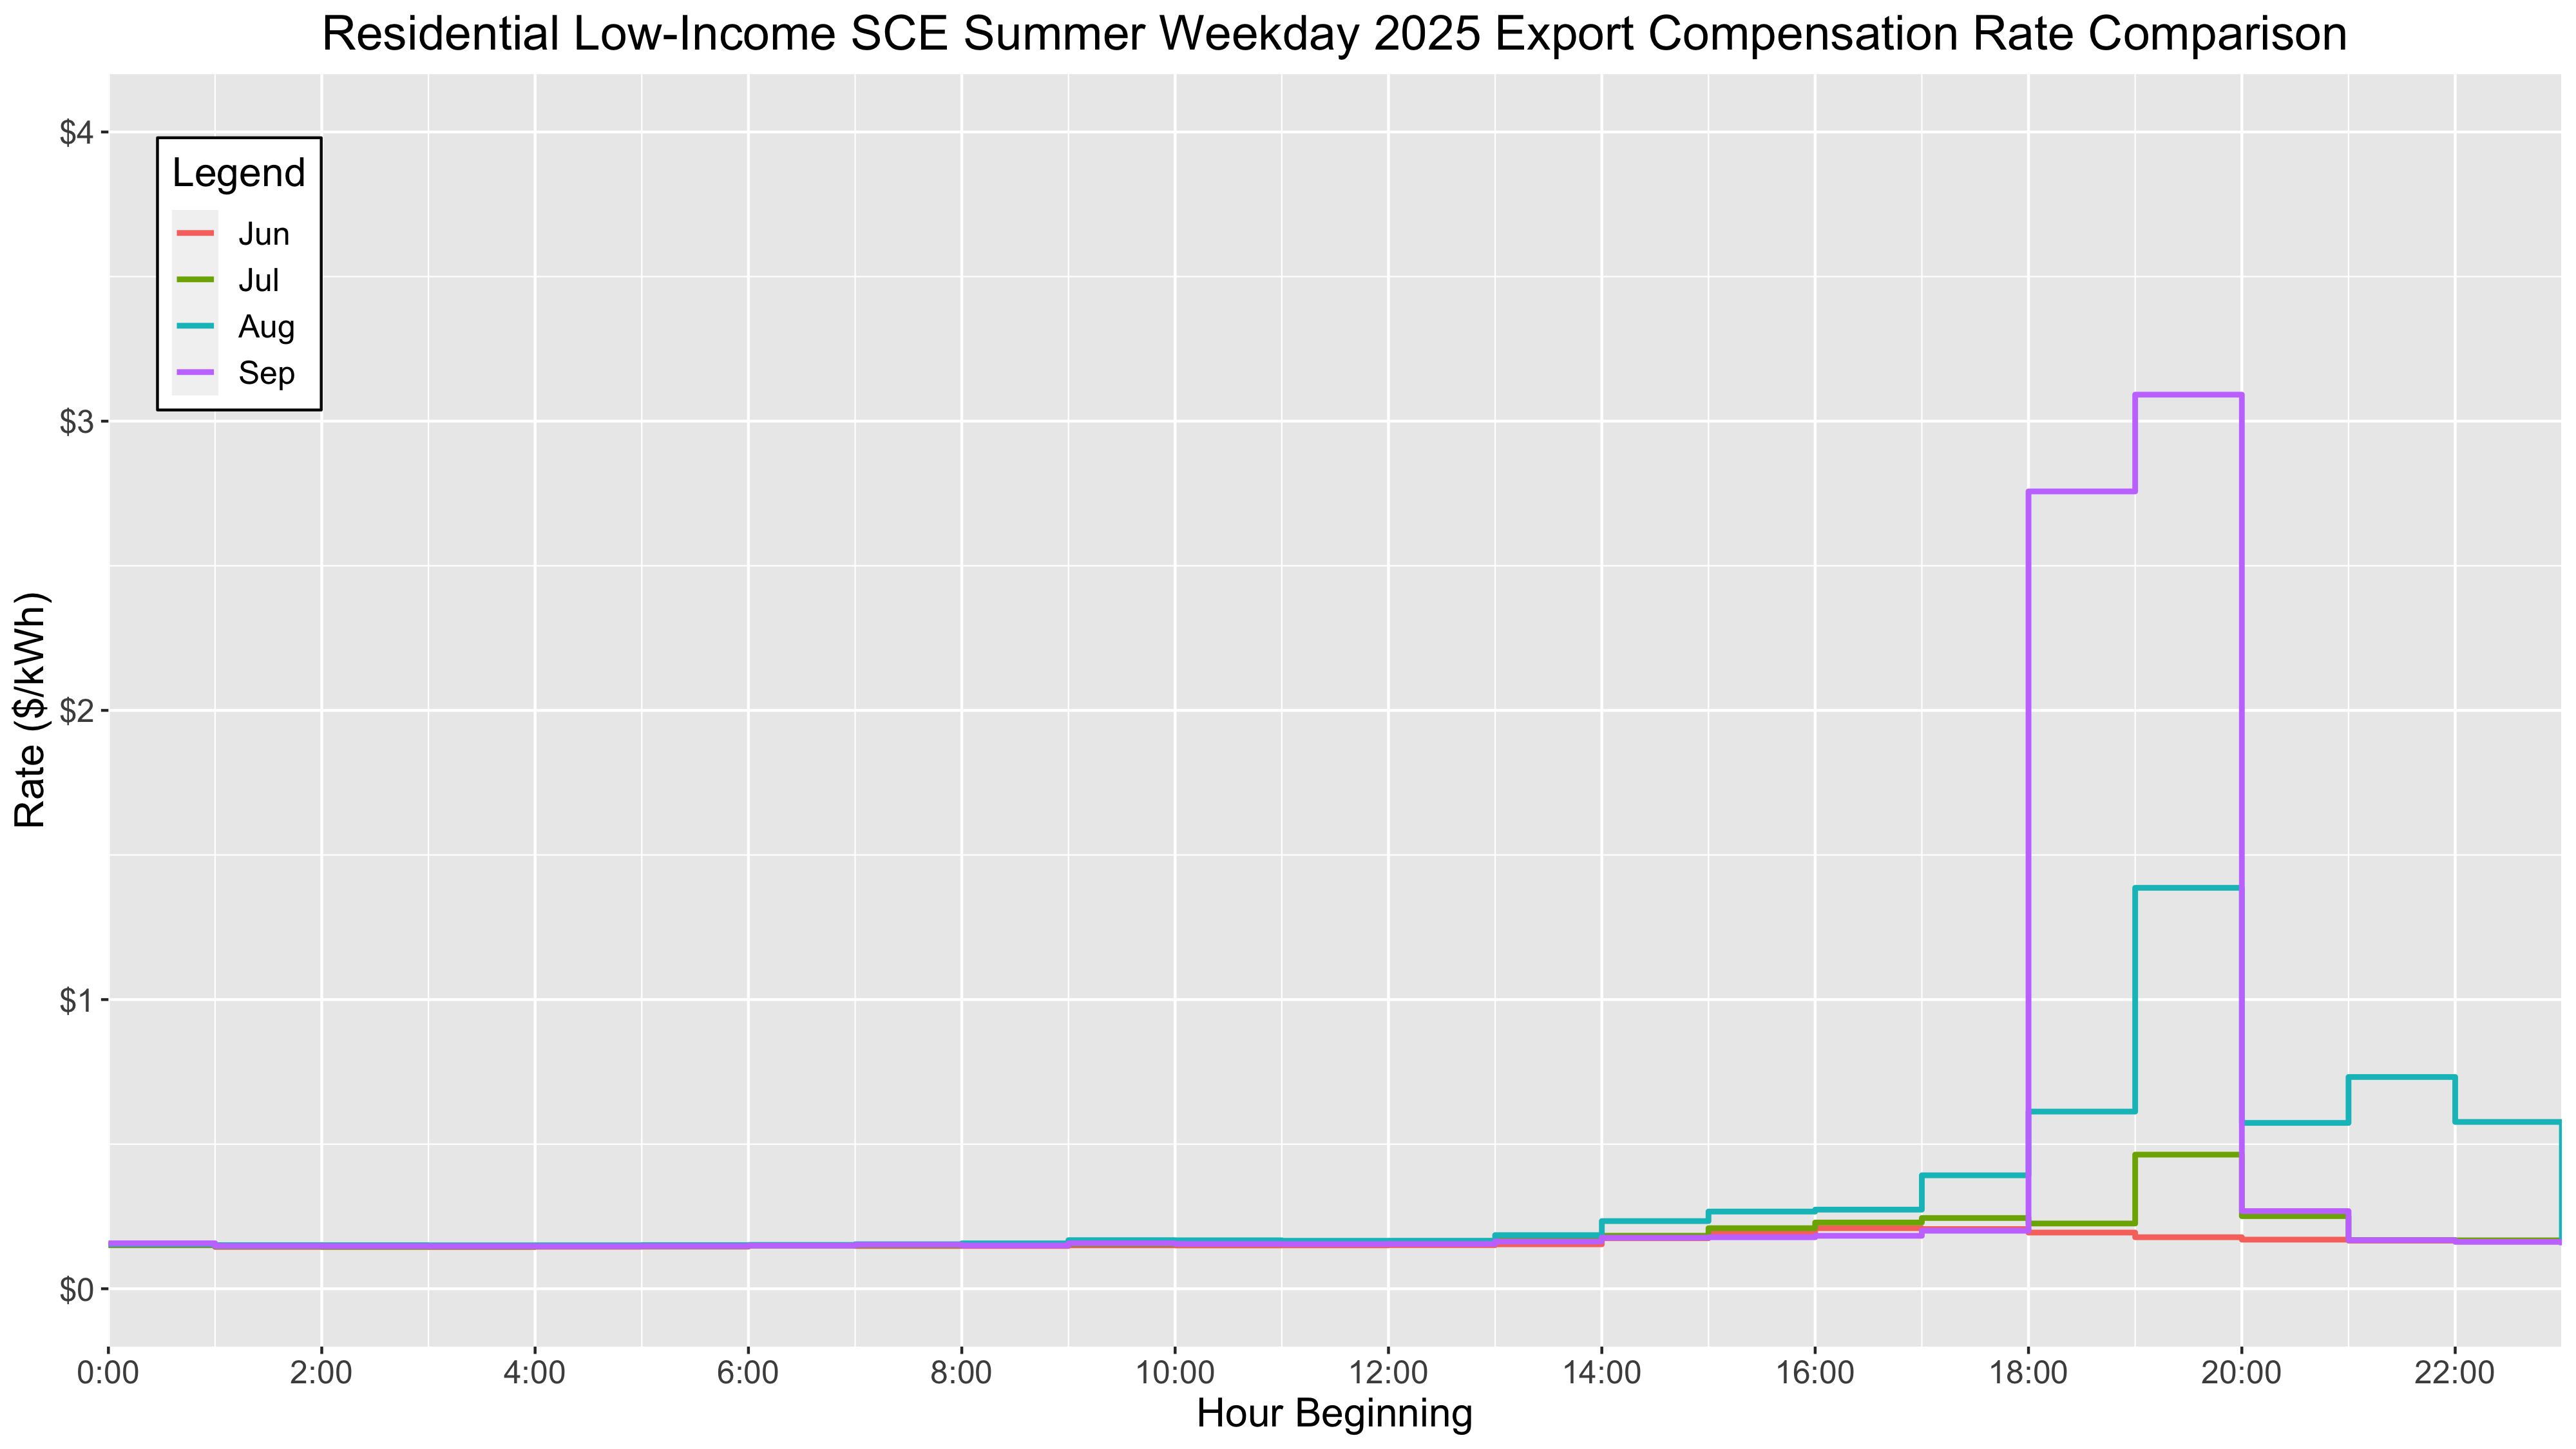 Residential Low-Income SCE Summer Weekday 2025 Export Compensation Rate Comparison
$4
Legend
Jun
Jul
Aug
Sep
$3
$2
$1
$0
Rate ($/kWh)
0:00 2:00 4:00 6:00 8:00 10:00 12:00 14:00 16:00 18:00 20:00 22:00
Hour Beginning